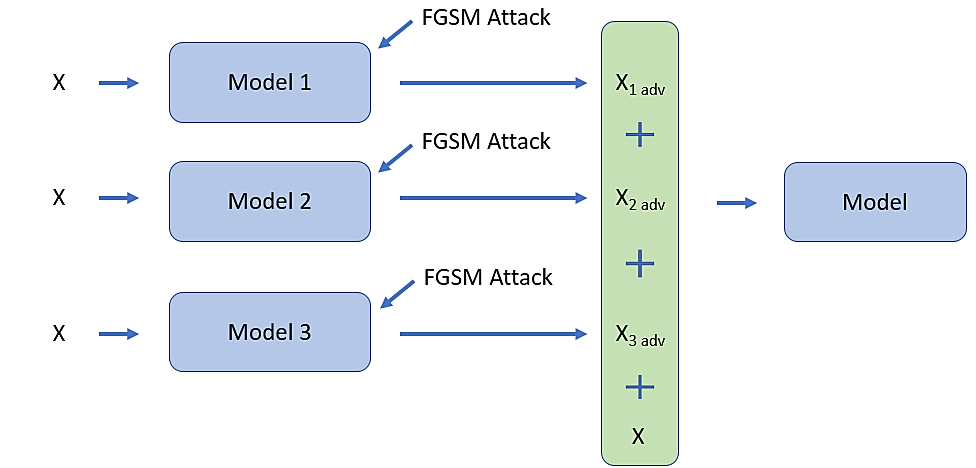 FGSM Attack
X
Model 1
X1 adv
+
FGSM Attack
X
Model 2
X2 adv
Model
+
FGSM Attack
X
Model 3
X3 adv
+
X